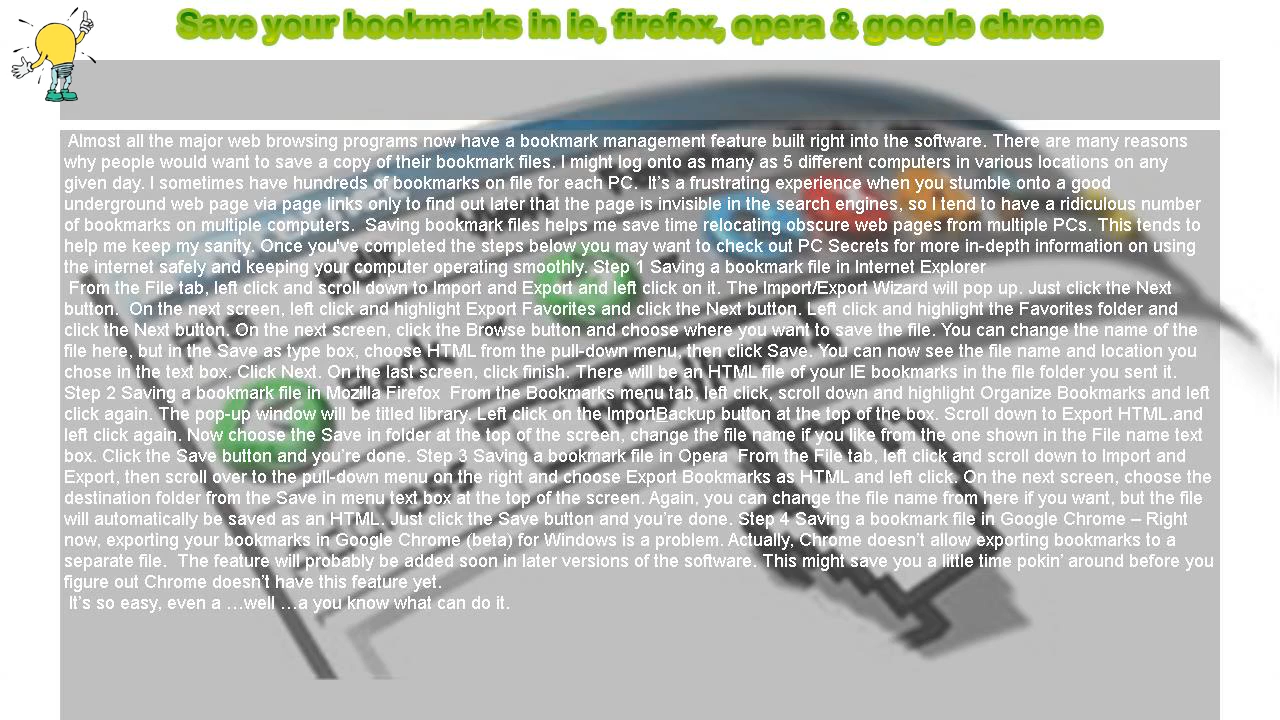 Save your bookmarks in ie, firefox, opera & google chrome
Almost all the major web browsing programs now have a bookmark management feature built right into the software. There are many reasons
why people would want to save a copy of their bookmark files. I might log onto as many as 5 different computers in various locations on any
given day. I sometimes have hundreds of bookmarks on file for each PC.  It's a frustrating experience when you stumble onto a good
underground web page via page links only to find out later that the page is invisible in the search engines, so I tend to have a ridiculous number
of bookmarks on multiple computers.  Saving bookmark files helps me save time relocating obscure web pages from multiple PCs. This tends to
help me keep my sanity. Once you've completed the steps below you may want to check out PC Secrets for more in-depth information on using
the internet safely and keeping your computer operating smoothly. Step 1 Saving a bookmark file in Internet Explorer
From the File tab, left click and scroll down to Import and Export and left click on it. The Import/Export Wizard will pop up. Just click the Next
button.  On the next screen, left click and highlight Export Favorites and click the Next button. Left click and highlight the Favorites folder and
click the Next button. On the next screen, click the Browse button and choose where you want to save the file. You can change the name of the
file here, but in the Save as type box, choose HTML from the pull-down menu, then click Save. You can now see the file name and location you
chose in the text box. Click Next. On the last screen, click finish. There will be an HTML file of your IE bookmarks in the file folder you sent it.
Step 2 Saving a bookmark file in Mozilla Firefox  From the Bookmarks menu tab, left click, scroll down and highlight Organize Bookmarks and left
click again. The pop-up window will be titled library. Left click on the ImportBackup button at the top of the box. Scroll down to Export HTML.and
left click again. Now choose the Save in folder at the top of the screen, change the file name if you like from the one shown in the File name text
box. Click the Save button and you're done. Step 3 Saving a bookmark file in Opera  From the File tab, left click and scroll down to Import and
Export, then scroll over to the pull-down menu on the right and choose Export Bookmarks as HTML and left click. On the next screen, choose the
destination folder from the Save in menu text box at the top of the screen. Again, you can change the file name from here if you want, but the file
will automatically be saved as an HTML. Just click the Save button and you're done. Step 4 Saving a bookmark file in Google Chrome – Right
now, exporting your bookmarks in Google Chrome (beta) for Windows is a problem. Actually, Chrome doesn't allow exporting bookmarks to a
separate file.  The feature will probably be added soon in later versions of the software. This might save you a little time pokin' around before you
figure out Chrome doesn't have this feature yet.
It's so easy, even a …well …a you know what can do it.